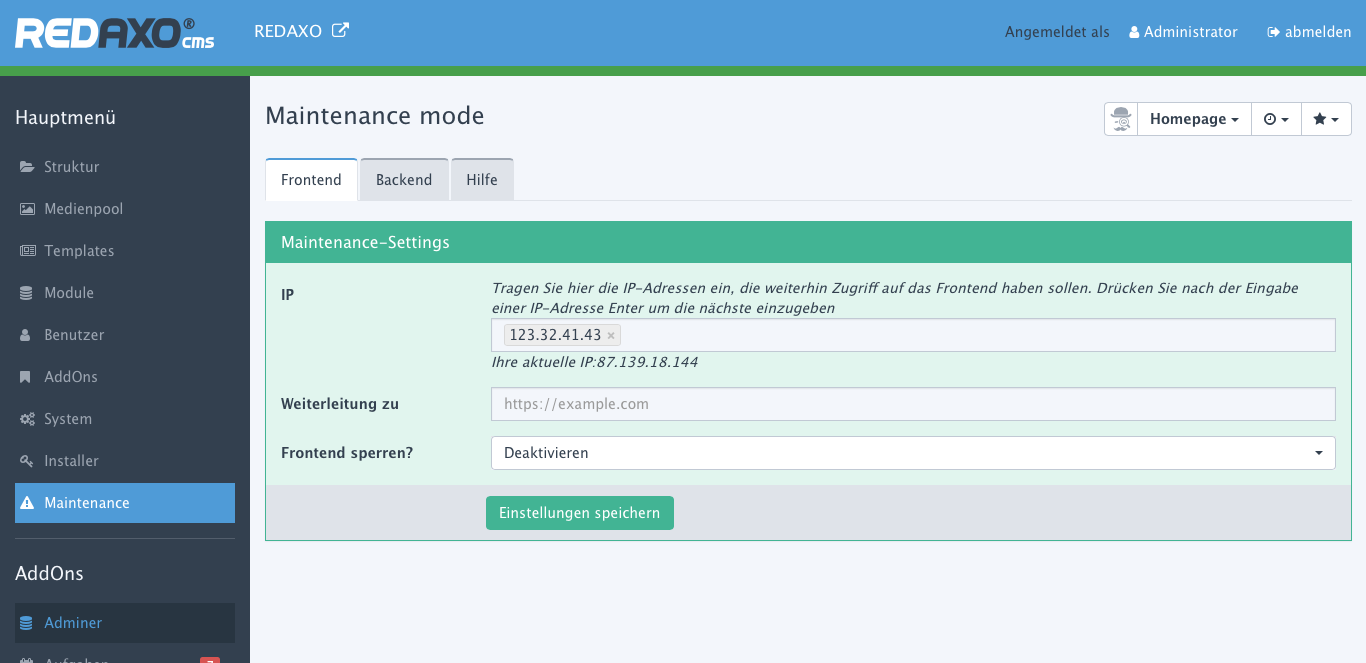 REDAXO® cms
REDAXO
Angemeldet als Administrator abmelden
Hauptmenü
Struktur
Medienpool
Templates
Module
Benutzer
AddOns
System
Installer
Maintenance
AddOns
Adminer
Aufgaben 7
Maintenance mode
Homepage
Frontend Backend Hilfe
Maintenance-Settings
IP
Tragen Sie hier die IP-Adressen ein, die weiterhin Zugriff auf das Frontend haben sollen. Drücken Sie nach der Eingabe
einer IP-Adresse Enter um die nächste einzugeben
123.32.41.43 ×
Ihre aktuelle IP:87.139.18.144
Weiterleitung zu
https://example.com
Frontend sperren?
Deaktivieren
Einstellungen speichern